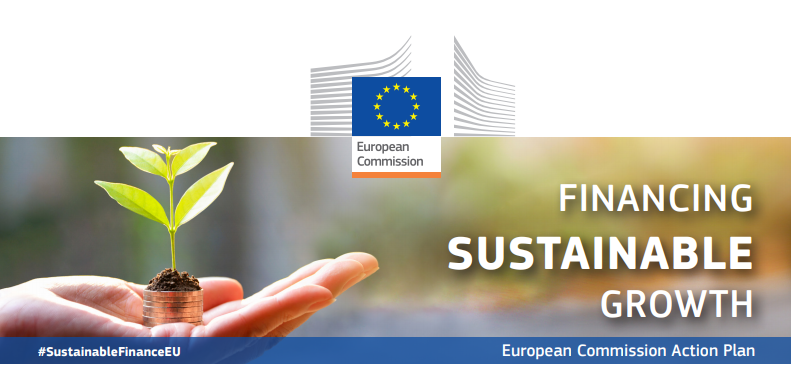 European
Commission
FINANCING
SUSTAINABLE
GROWTH
#SustainableFinanceEU
European Commission Action Plan